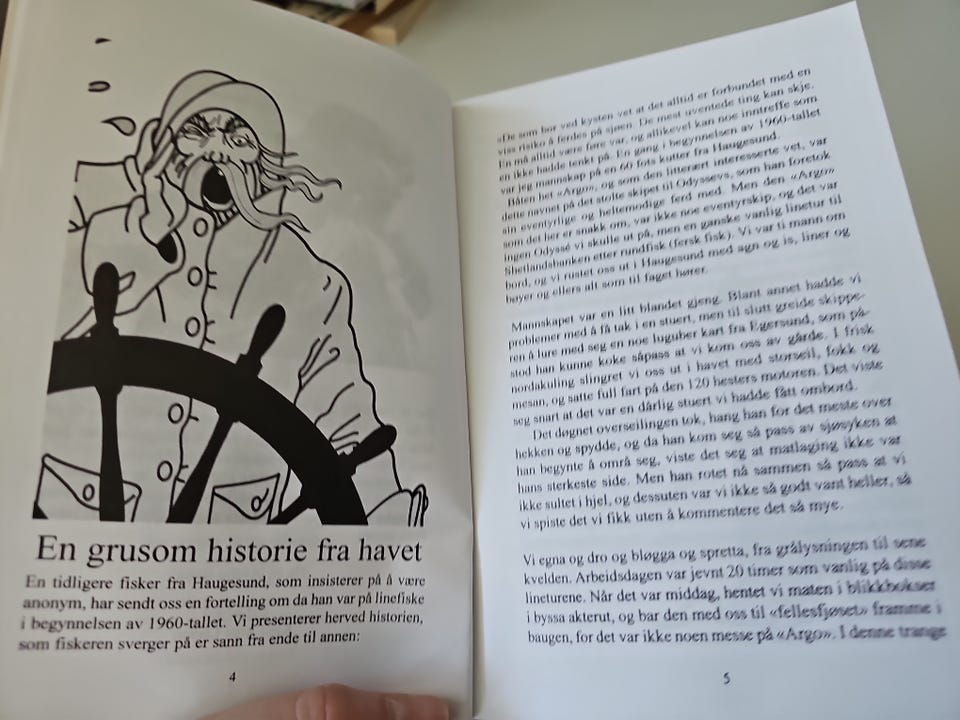 En grusom historie fra havet
En tidligere fisker fra Haugesund, som insisterer på å være
anonym, har sendt oss en fortelling om da han var på linefiske
i begynnelsen av 1960-tallet. Vi presenterer herved historien,
som fiskeren sverger på er sann fra ende til annen:
4
«De som bor ved kysten vet at det alltid er forbundet med en
viss risiko å ferdes på sjøen. De mest uventede ting kan skje.
En må alltid være føre var, og allikevel kan noe inntreffe som
en ikke hadde tenkt på. En gang i begynnelsen av 1960-tallet
var jeg mannskap på en 60 fots kutter fra Haugesund.
Båten het «Argo», og som den litterært interesserte vet, var
dette navnet på det stolte skipet til Odyssevs, som han foretok
sin eventyrlige og heltemodige ferd med. Men den «Argo»
som det her er snakk om, var ikke noe eventyrskip, og det var
ingen Odyssé vi skulle ut på, men en ganske vanlig linetur til
Shetlandsbanken etter rundfisk (fersk fisk). Vi var ti mann om
bord, og vi rustet oss ut i Haugesund med agn og is, liner og
bøyer og ellers alt som til faget hører.
Mannskapet var en litt blandet gjeng. Blant annet hadde vi
problemer med å få tak i en stuert, men til slutt greide skippe-
ren å lure med seg en noe luguber kart fra Egersund, som på-
stod han kunne koke såpass at vi kom oss av gårde. I frisk
nordakuling slingret vi oss ut i havet med storseil, fokk og
mesan, og satte full fart på den 120 hesters motoren. Det viste
seg snart at det var en dårlig stuert vi hadde fått ombord.
Det døgnet overseilingen tok, hang han for det meste over
hekken og spydde, og da han kom seg så pass av sjøsyken at
han begynte å områ seg, viste det seg at matlaging ikke var
hans sterkeste side. Men han rotet nå sammen så pass at vi
ikke sultet i hjel, og dessuten var vi ikke så godt vant heller, så
vi spiste det vi fikk uten å kommentere det så mye.
Vi egna og dro og bløgga og spretta, fra grålysningen til sene
kvelden. Arbeidsdagen var jevnt 20 timer som vanlig på disse
lineturene. Når det var middag, hentet vi maten i blikkbokser
i byssa akterut, og bar den med oss til «fellesfjøset» framme i
baugen, for det var ikke noen messe på «Argo». I denne trange
5